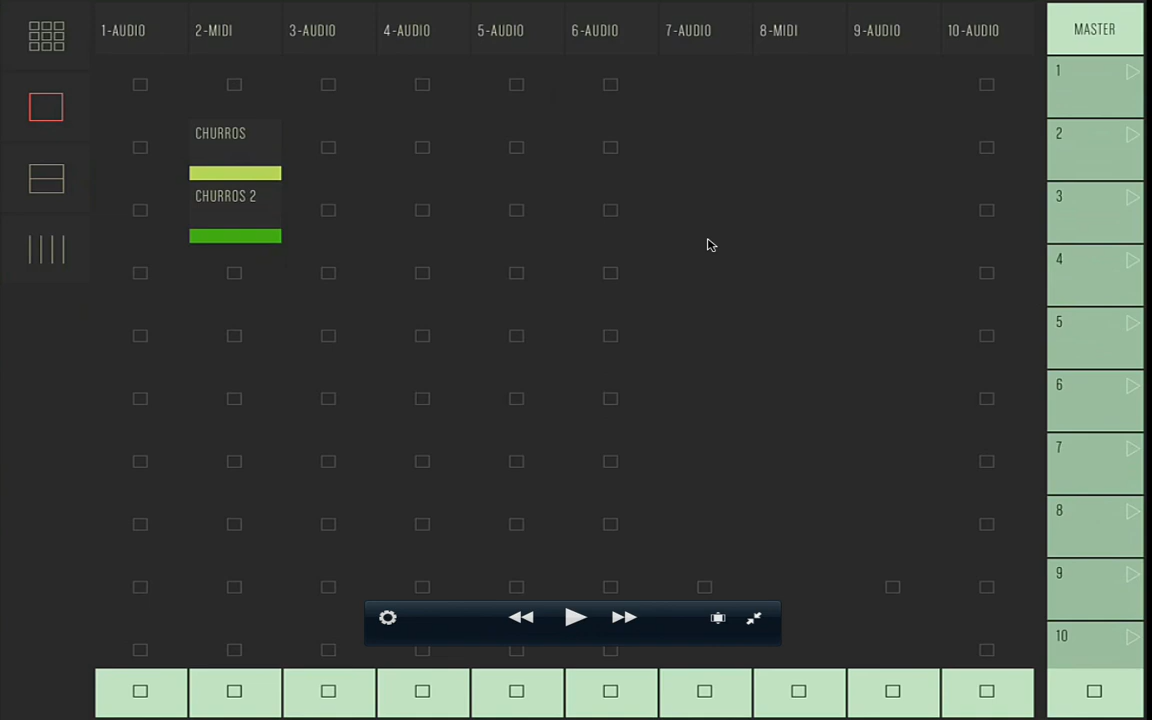 1-AUDIO 2-MIDI 3-AUDIO 4-AUDIO 5-AUDIO 6-AUDIO 7-AUDIO 8-MIDI 9-AUDIO 10-AUDIO MASTER
1
CHURROS 2
CHURROS 2 3
4
5
6
7
8
9
10